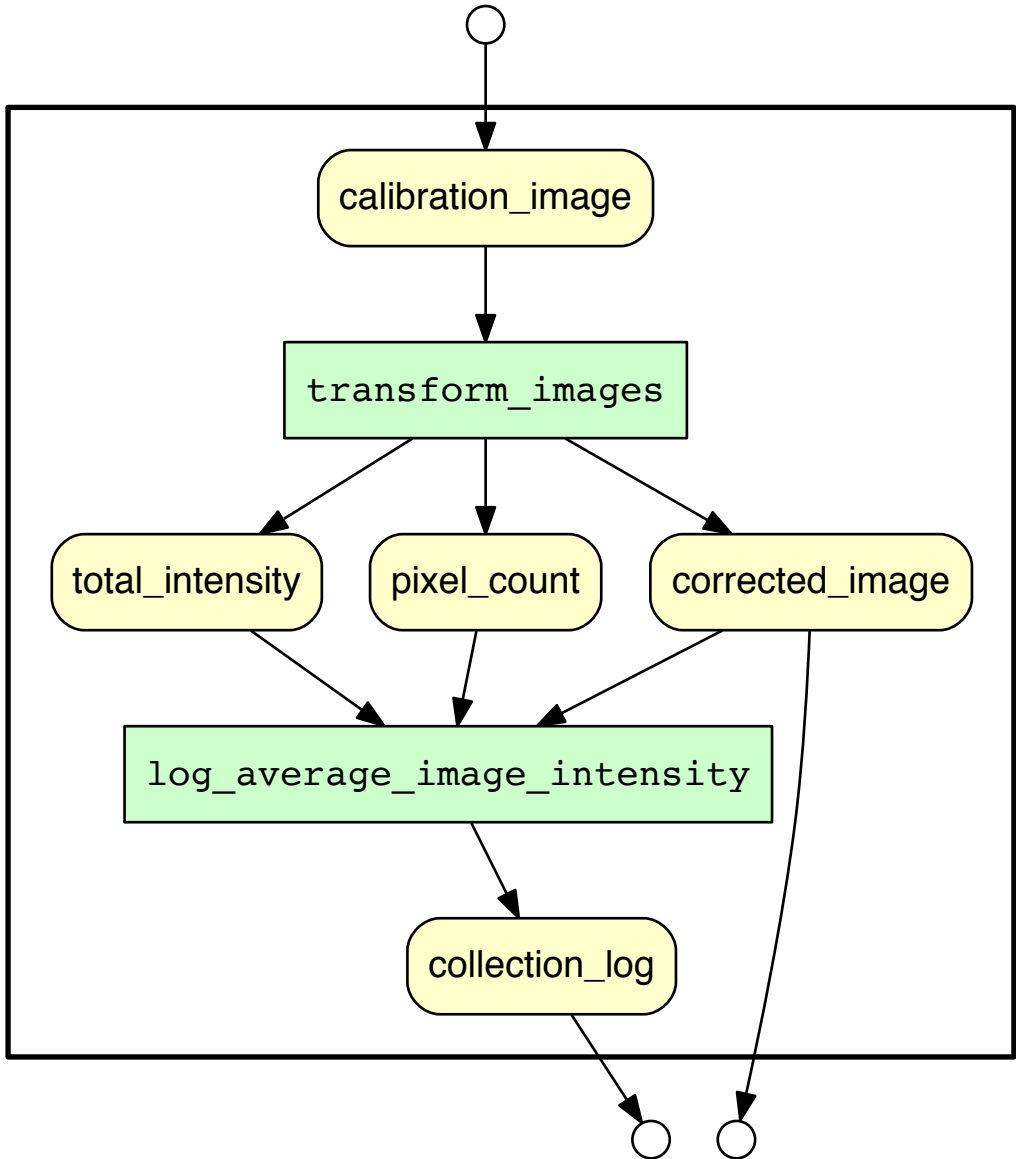 calibration_image
transform_images
total_intensity
pixel_count
corrected_image
log_average_image_intensity
collection_log